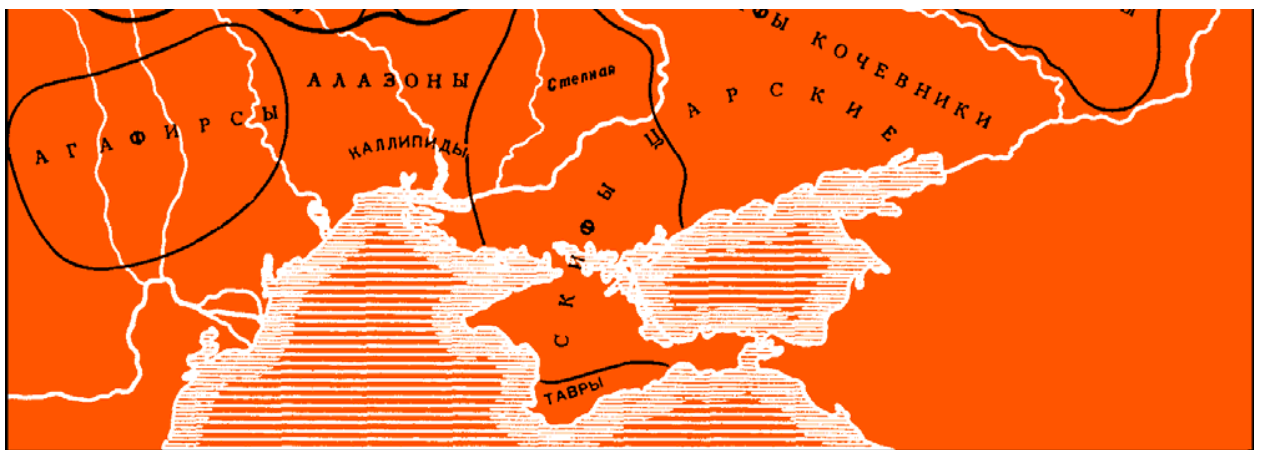 ФЫ КОЧЕВНИКИ
АЛАЗОНЫ
Степная
АГАФИРСЫ
КАЛЛИПИДЫ
СКИФЫ ЦАРСКИЕ
ТАВРЫ